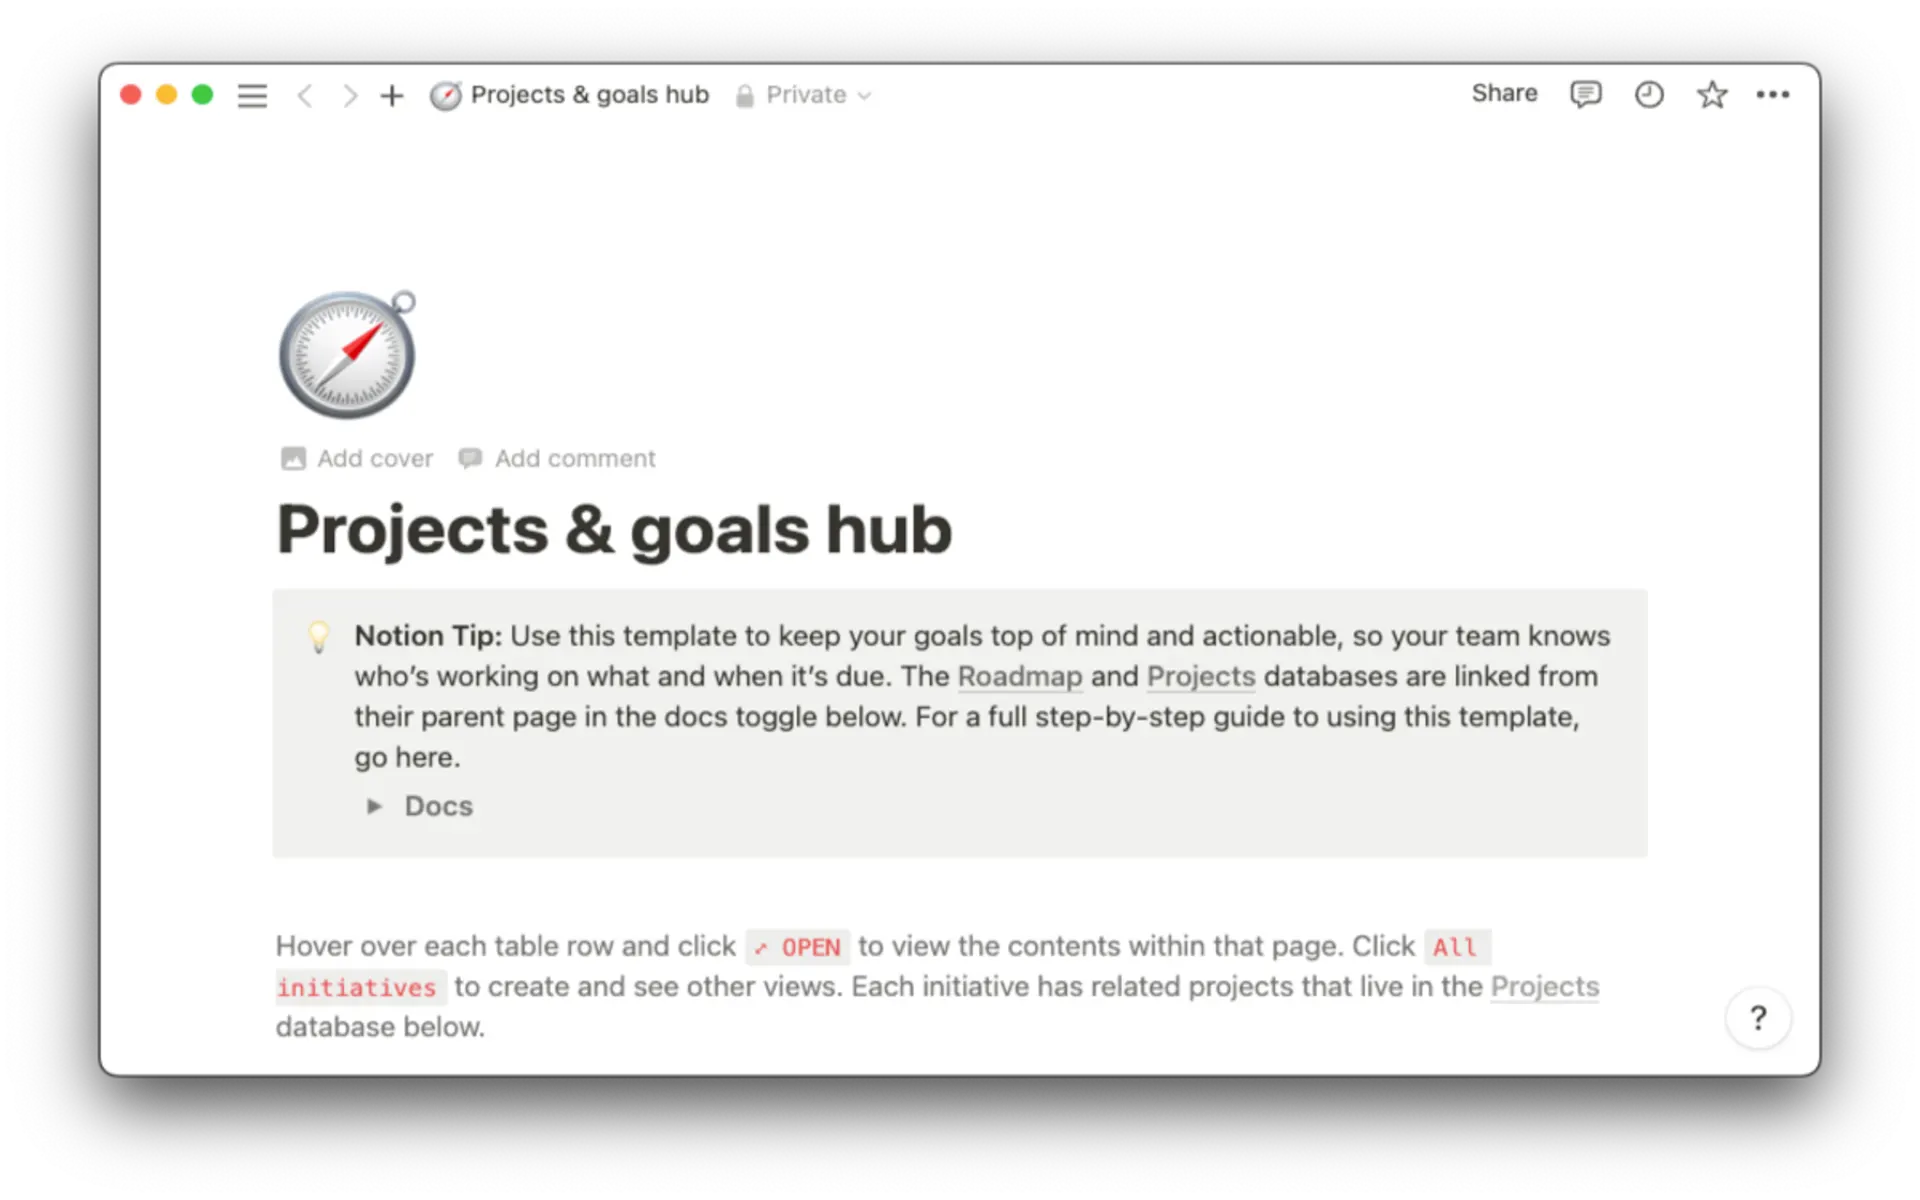 Projects & goals hub Private Share
Add cover Add comment
Projects & goals hub
Notion Tip: Use this template to keep your goals top of mind and actionable, so your team knows
who’s working on what and when it’s due. The Roadmap and Projects databases are linked from
their parent page in the docs toggle below. For a full step-by-step guide to using this template,
go here.
Docs
Hover over each table row and click ⤢ OPEN to view the contents within that page. Click All
initiatives to create and see other views. Each initiative has related projects that live in the Projects
database below.
?